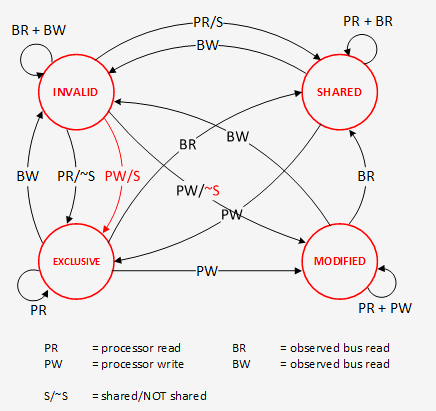 PR/S
PR + BR
BR + BW
BW
INVALID
SHARED
BR
BW
BW
PR/~S
PW/S
BR
PW/~S
PW
EXCLUSIVE
MODIFIED
PW
PR
PR + PW
PR = processor read BR = observed bus read
PW = processor write BW = observed bus read
S/~S = shared/NOT shared